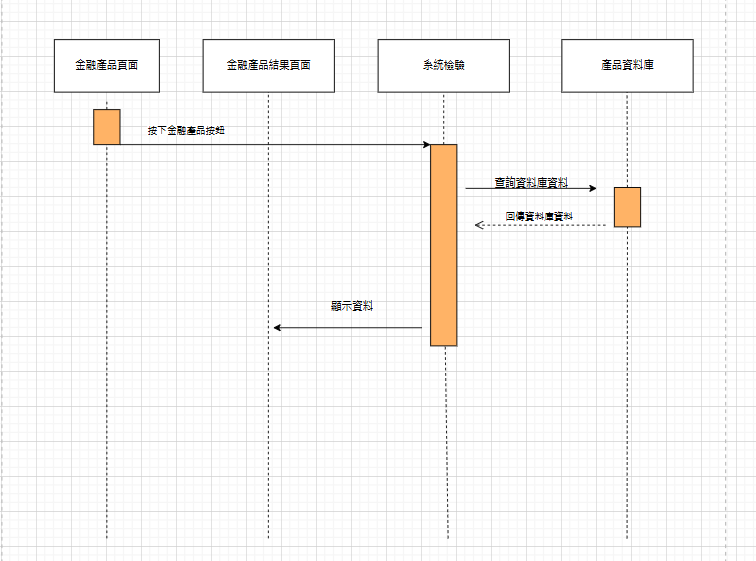 金融產品頁面
金融產品結果頁面
系統檢驗
產品資料庫
按下金融產品按鈕
查詢資料庫資料
回傳資料庫資料
顯示資料